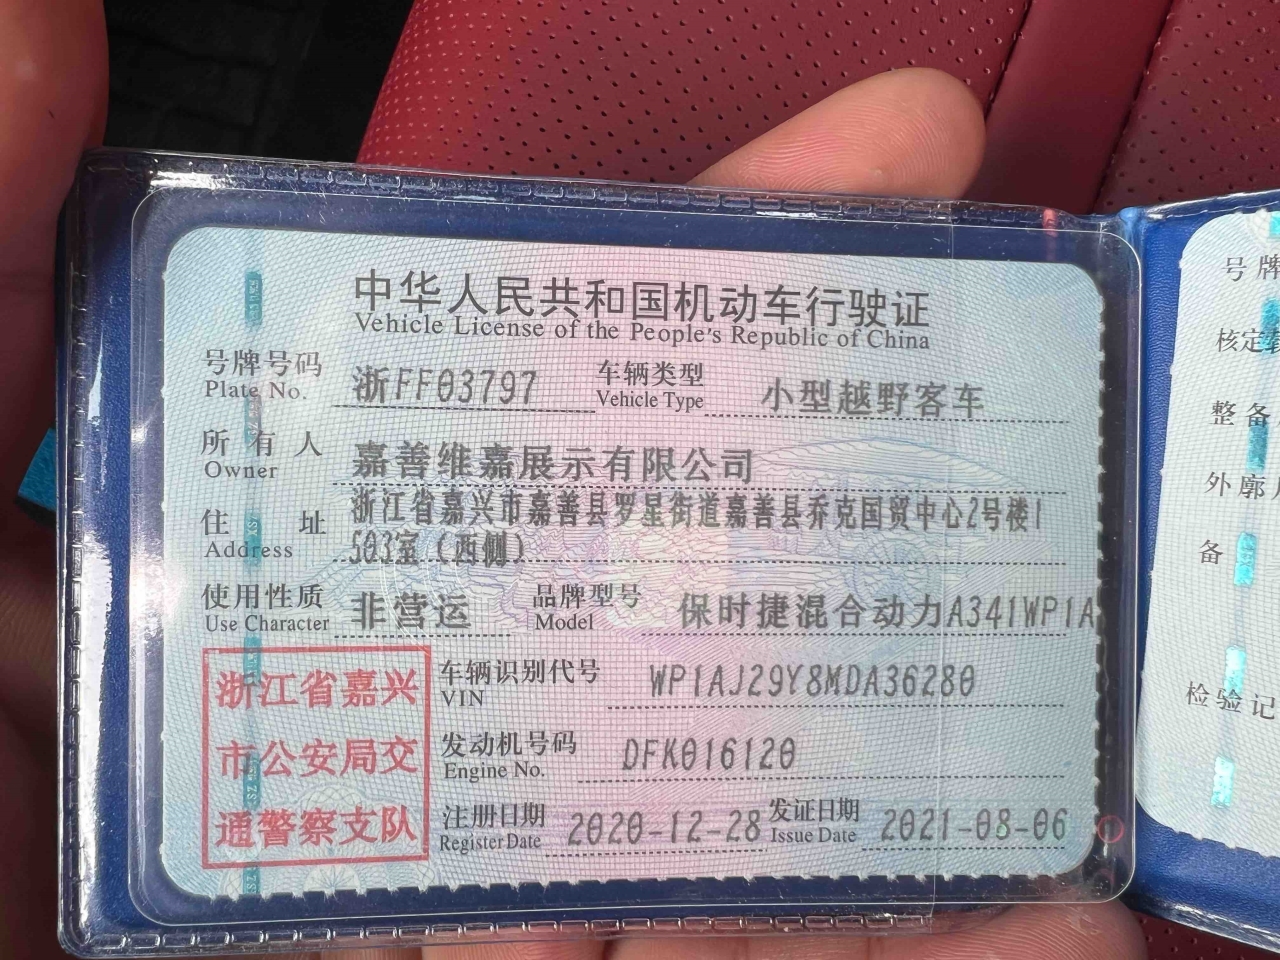 中华人民共和国机动车行驶证
Vehicle License of the People's Republic of China
号牌号码 浙FF03797 车辆类型 小型越野客车
Plate No. Vehicle Type
所有人 嘉善维嘉展示有限公司
Owner
住址 浙江省嘉兴市嘉善县罗星街道嘉善县乔克国贸中心2号楼1
Address 503室(西侧)
使用性质 非营运 品牌型号 保时捷混合动力A341WP1A
Use Character Model
浙江省嘉兴
市公安局交
通警察支队
车辆识别代号 WP1AJ29Y8MDA36280
VIN
发动机号码 DFK016120
Engine No.
注册日期 2020-12-28 发证日期 2021-08-06
Register Date Issue Date
号牌
核定载
整备
外廓
备
检验记